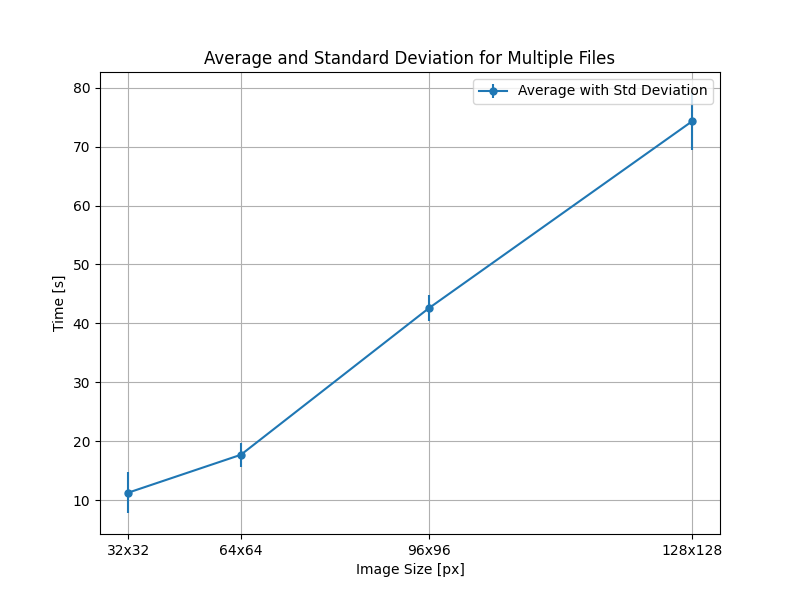 Average and Standard Deviation for Multiple Files
Average with Std Deviation
80
70
60
50
40
30
20
10
Time [s]
32x32
64x64
96x96
128x128
Image Size [px]